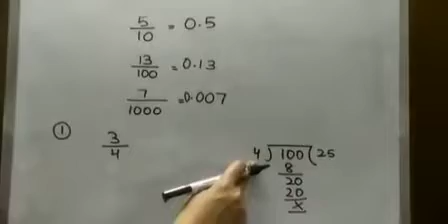 5/10 = 0.5
13/100 = 0.13
7/1000 = 0.007
① 3/4
4 ) 100 ( 25
8
20
20
x